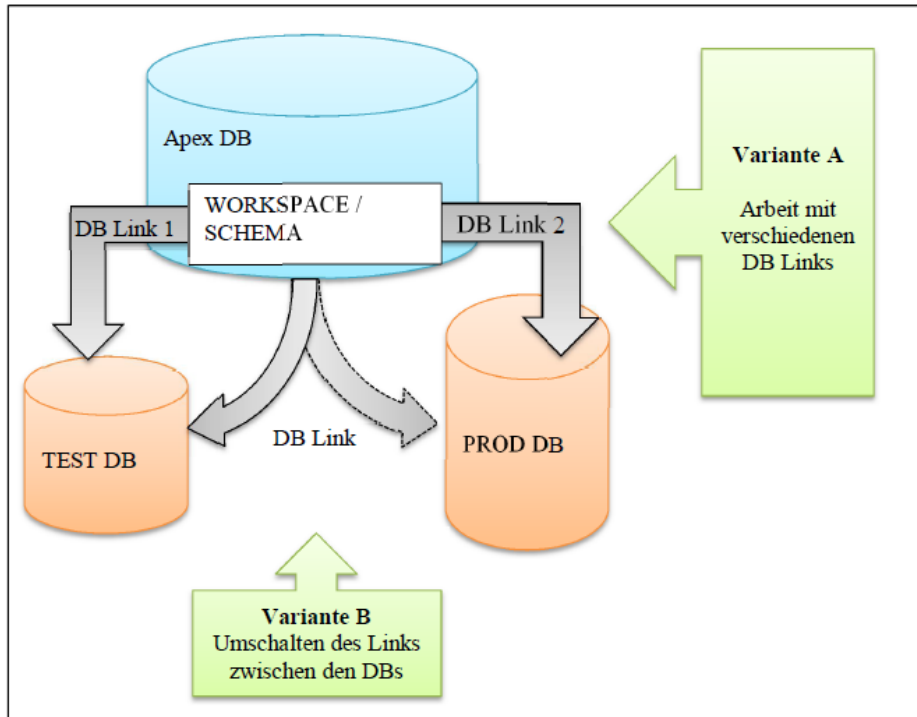 Apex DB
WORKSPACE /
SCHEMA
DB Link 1
DB Link 2
Variante A
Arbeit mit
verschiedenen
DB Links
TEST DB
DB Link
PROD DB
Variante B
Umschalten des Links
zwischen den DBs